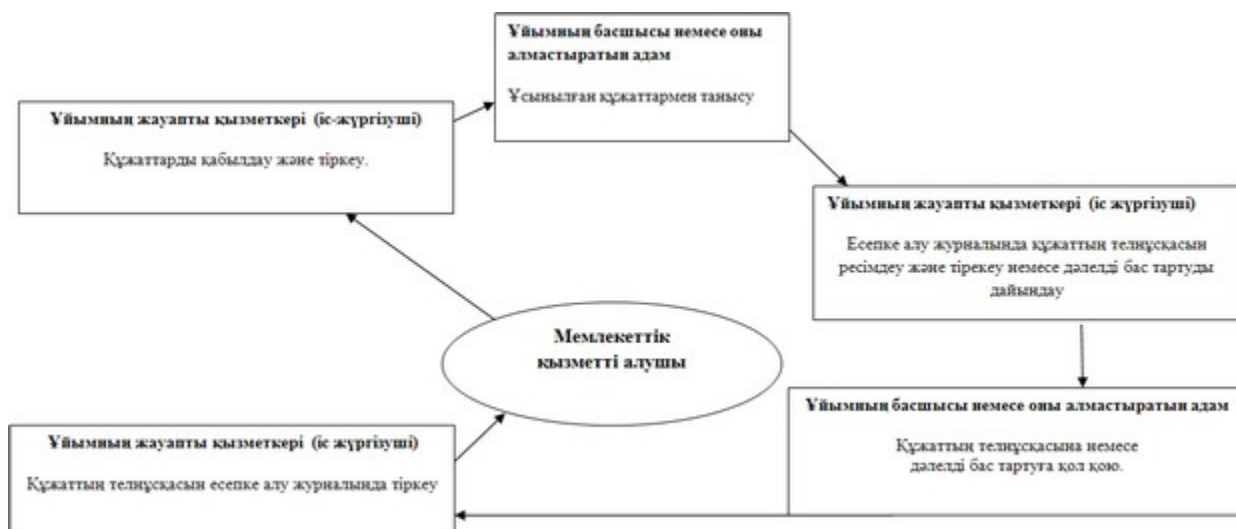 Ұйымның басшысы немесе оны
алмастыратын адам
Ұсынылған құжаттармен танысу
Ұйымның жауапты қызметкері (іс-жүргізуші)
Құжаттарды қабылдау және тіркеу.
Ұйымның жауапты қызметкері (іс жүргізуші)
Есепке алу журналында құжаттың телнұсқасын
ресімдеу және тірекеу немесе дәлелді бас тартуды
дайындау
Мемлекеттік
қызметті алушы
Ұйымның басшысы немесе оны алмастыратын адам
Құжаттың телнұсқасына немесе
дәлелді бас тартуға қол қою.
Ұйымның жауапты қызметкері (іс жүргізуші)
Құжаттың телнұсқасын есепке алу журналында тіркеу